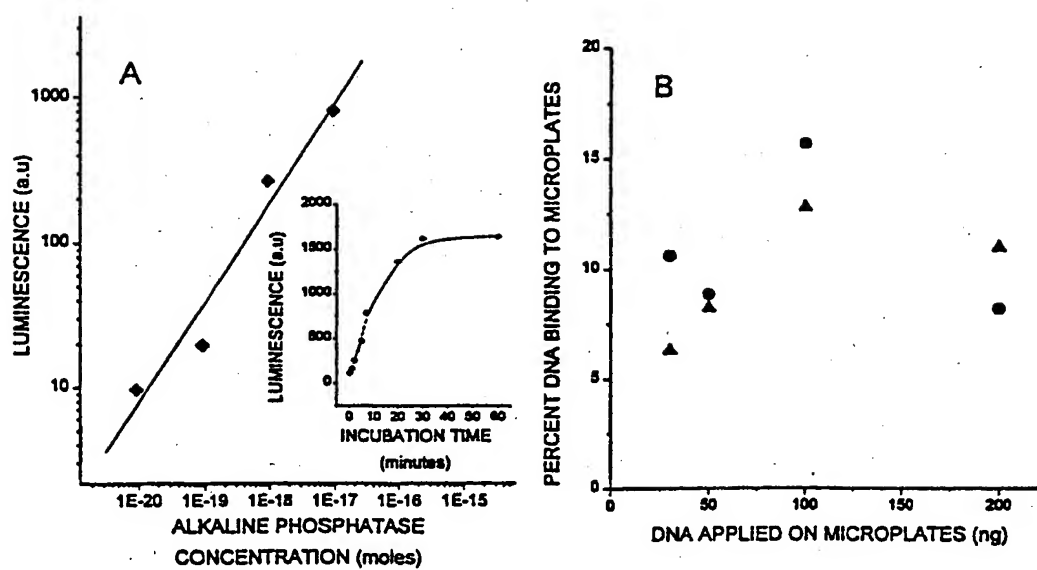 A
LUMINESCENCE (a.u)
1000
100
10
1E-20 1E-19 1E-18 1E-17 1E-16 1E-15
ALKALINE PHOSPHATASE
CONCENTRATION (moles)
LUMINESCENCE (a.u)
2000
1500
1000
500
0
0 10 20 30 40 50 60
INCUBATION TIME
(minutes)
B
PERCENT DNA BINDING TO MICROPLATES
20
15
10
5
0
0 50 100 150 200
DNA APPLIED ON MICROPLATES (ng)